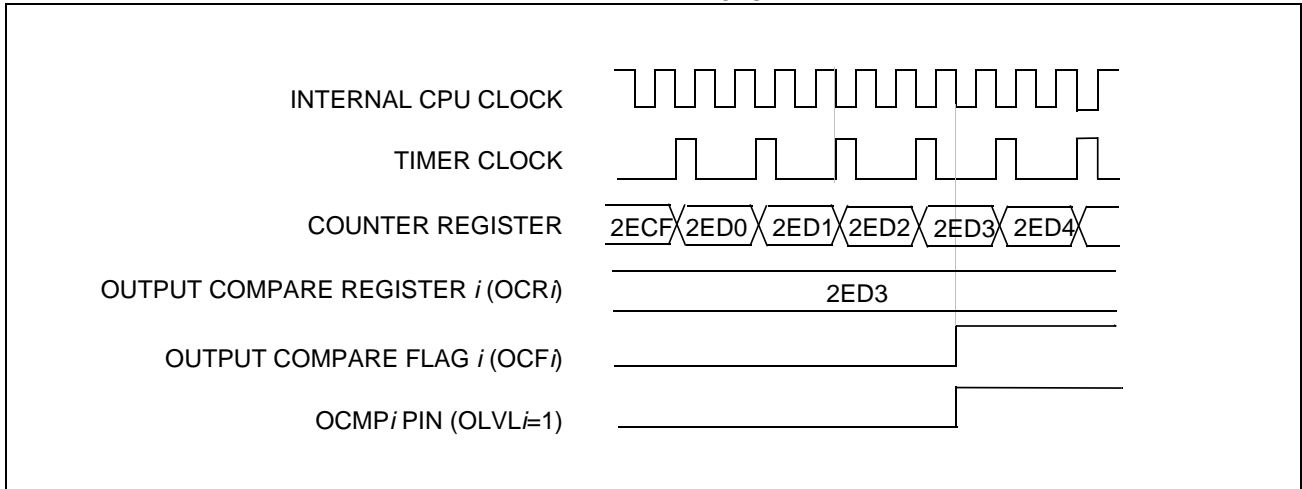 INTERNAL CPU CLOCK
TIMER CLOCK
COUNTER REGISTER 2ECF 2ED0 2ED1 2ED2 2ED3 2ED4
OUTPUT COMPARE REGISTER i (OCRi) 2ED3
OUTPUT COMPARE FLAG i (OCFi)
OCMPi PIN (OLVLi=1)